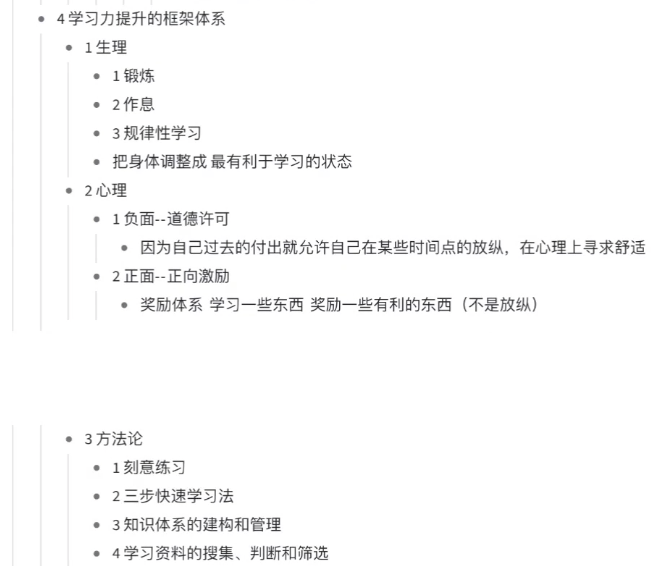 4 学习力提升的框架体系
1 生理
1 锻炼
2 作息
3 规律性学习
把身体调整成 最有利于学习的状态
2 心理
1 负面--道德许可
因为自己过去的付出就允许自己在某些时间点的放纵，在心理上寻求舒适
2 正面--正向激励
奖励体系 学习一些东西 奖励一些有利的东西（不是放纵）
3 方法论
1 刻意练习
2 三步快速学习法
3 知识体系的建构和管理
4 学习资料的搜集、判断和筛选